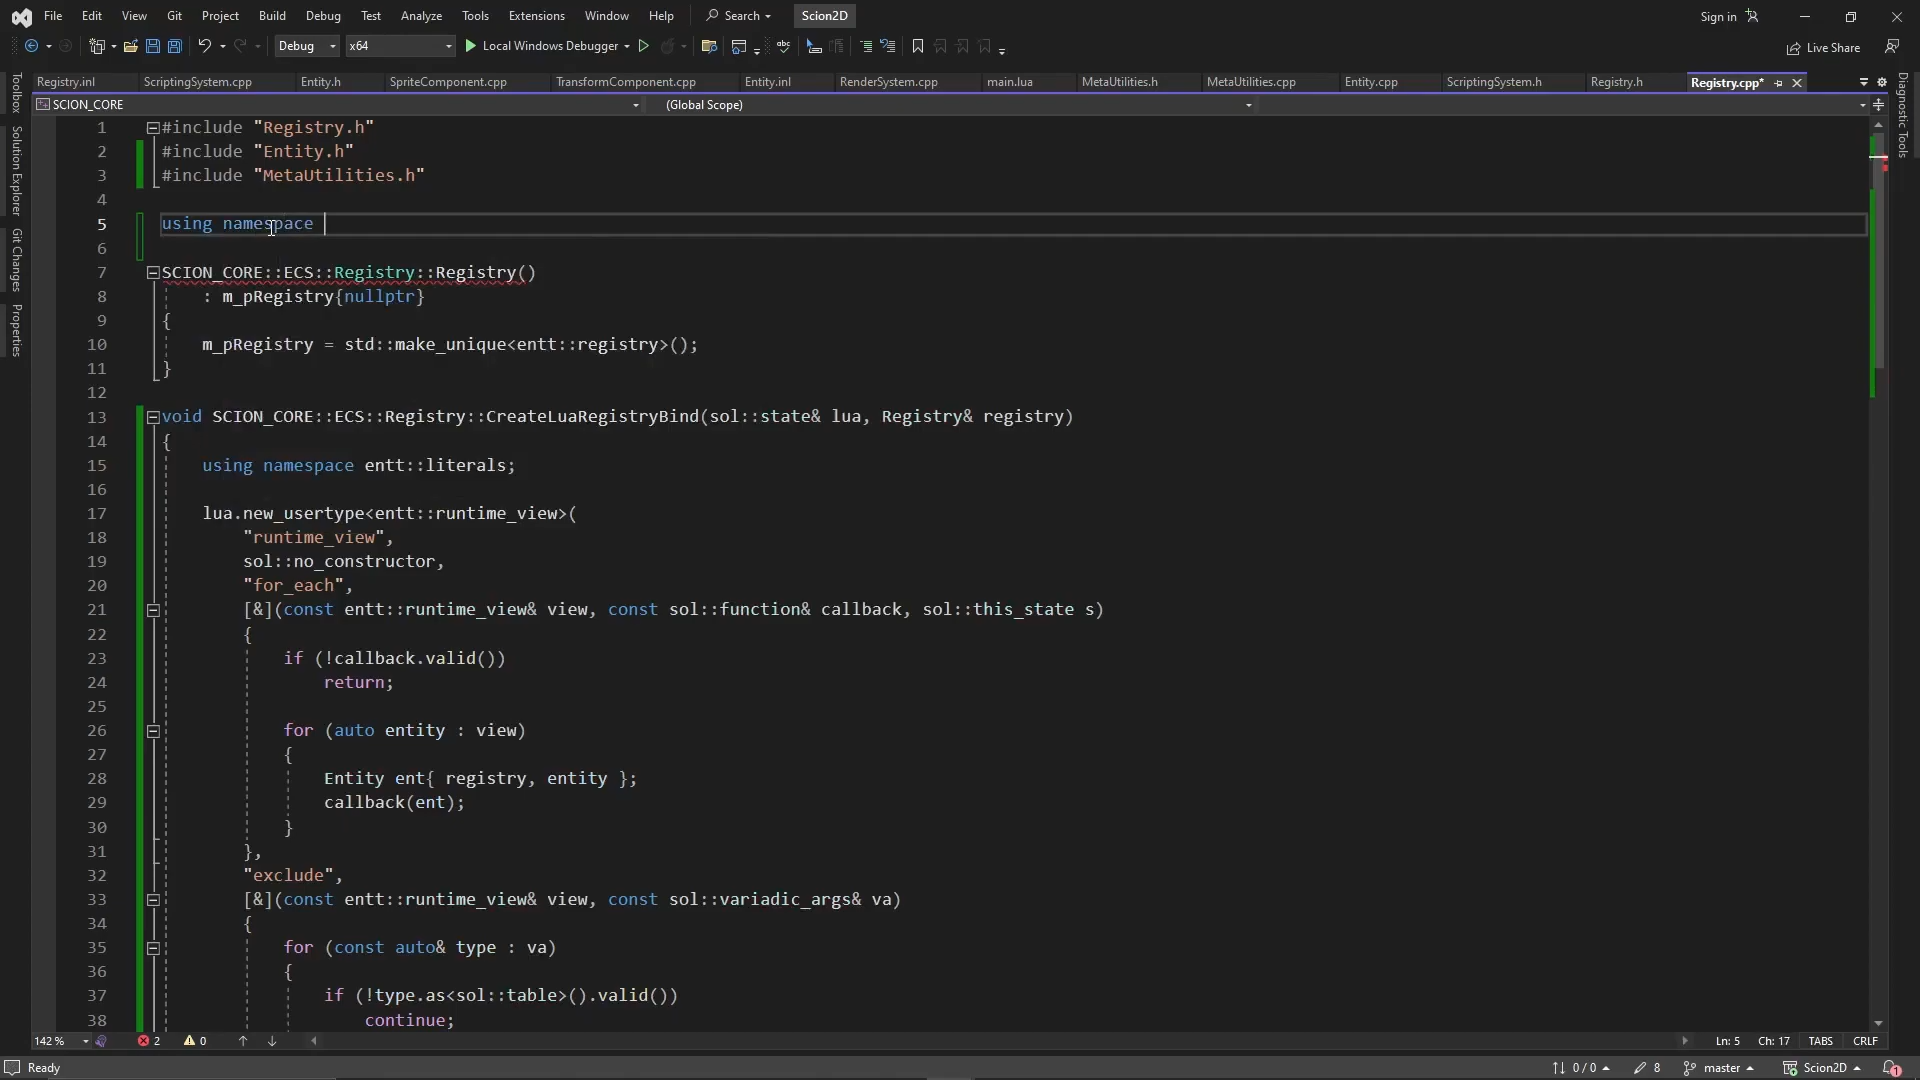 File Edit View Git Project Build Debug Test Analyze Tools Extensions Window Help Search Scion2D Sign in
Debug x64 Local Windows Debugger Live Share
Registry.inl ScriptingSystem.cpp Entity.h SpriteComponent.cpp TransformComponent.cpp Entity.inl RenderSystem.cpp main.lua MetaUtilities.h MetaUtilities.cpp Entity.cpp ScriptingSystem.h Registry.h Registry.cpp*
SCION_CORE (Global Scope)
Toolbox
Solution Explorer
Git Changes
Properties
Diagnostic Tools
1 #include "Registry.h"
2 #include "Entity.h"
3 #include "MetaUtilities.h"
4
5 using namespace
6
7 SCION_CORE::ECS::Registry::Registry()
8 : m_pRegistry{nullptr}
9 {
10 m_pRegistry = std::make_unique<entt::registry>();
11 }
12
13 void SCION_CORE::ECS::Registry::CreateLuaRegistryBind(sol::state& lua, Registry& registry)
14 {
15 using namespace entt::literals;
16
17 lua.new_usertype<entt::runtime_view>(
18 "runtime_view",
19 sol::no_constructor,
20 "for_each",
21 [&](const entt::runtime_view& view, const sol::function& callback, sol::this_state s)
22 {
23 if (!callback.valid())
24 return;
25
26 for (auto entity : view)
27 {
28 Entity ent{ registry, entity };
29 callback(ent);
30 }
31 },
32 "exclude",
33 [&](const entt::runtime_view& view, const sol::variadic_args& va)
34 {
35 for (const auto& type : va)
36 {
37 if (!type.as<sol::table>().valid())
38 continue;
142 % 2 0 Ln: 5 Ch: 17 TABS CRLF
Ready 0 / 0 8 master Scion2D 1